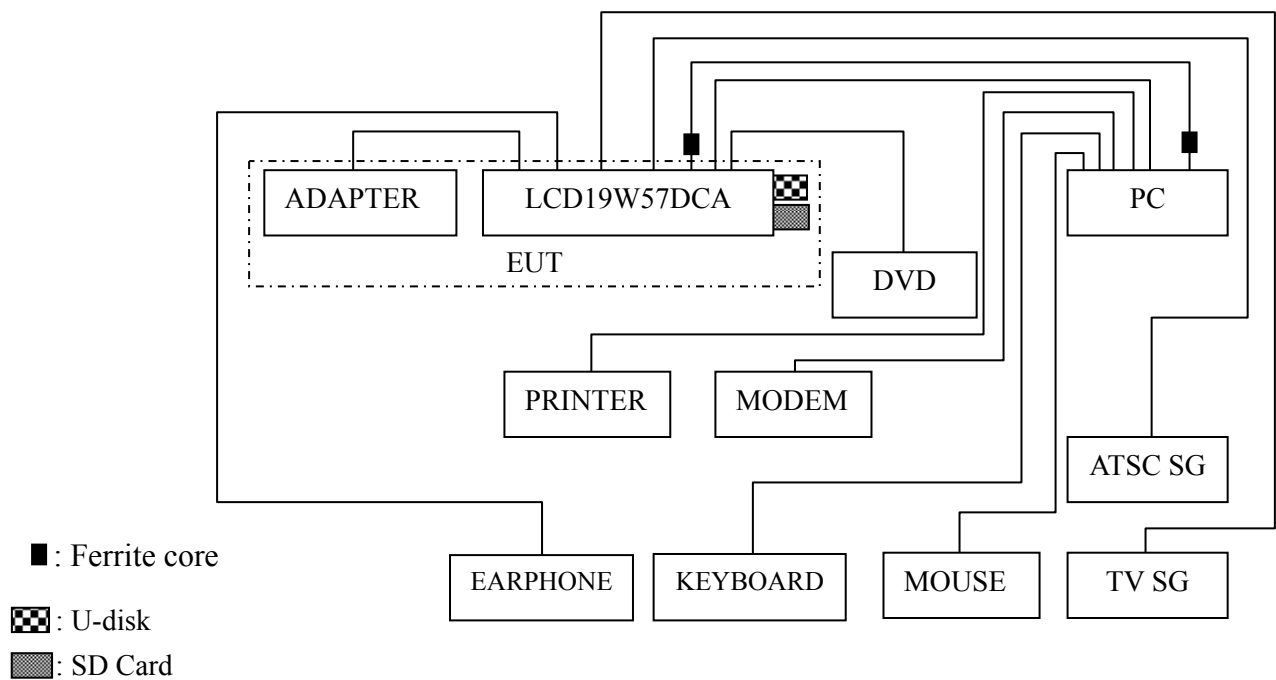 ADAPTER
LCD19W57DCA
PC
EUT
DVD
PRINTER
MODEM
ATSC SG
: Ferrite core
EARPHONE
KEYBOARD
MOUSE
TV SG
: U-disk
: SD Card